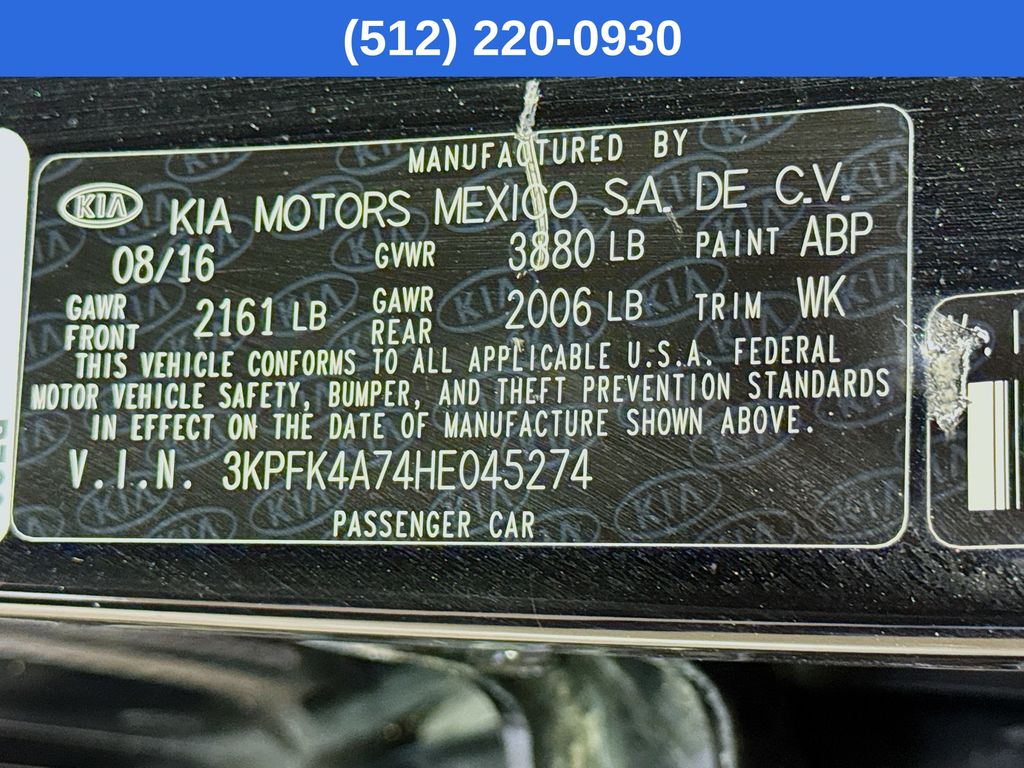 (512) 220-0930
MANUFACTURED BY
KIA KIA MOTORS MEXICO S.A. DE C.V.
08/16 GVWR 3880 LB PAINT ABP
GAWR FRONT 2161 LB GAWR REAR 2006 LB TRIM WK
THIS VEHICLE CONFORMS TO ALL APPLICABLE U.S.A. FEDERAL
MOTOR VEHICLE SAFETY, BUMPER, AND THEFT PREVENTION STANDARDS
IN EFFECT ON THE DATE OF MANUFACTURE SHOWN ABOVE.
V.I.N. 3KPFK4A74HE045274
PASSENGER CAR